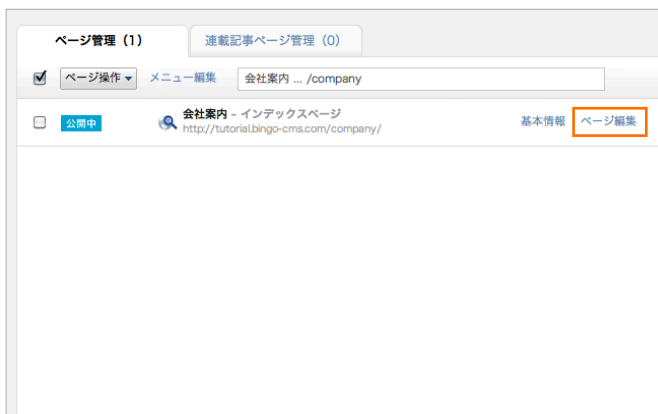 ページ管理（1） 連載記事ページ管理（0）
ページ操作 メニュー編集 会社案内 ... /company
公開中 会社案内 - インデックスページ 基本情報 ページ編集
http://tutorial.bingo-cms.com/company/